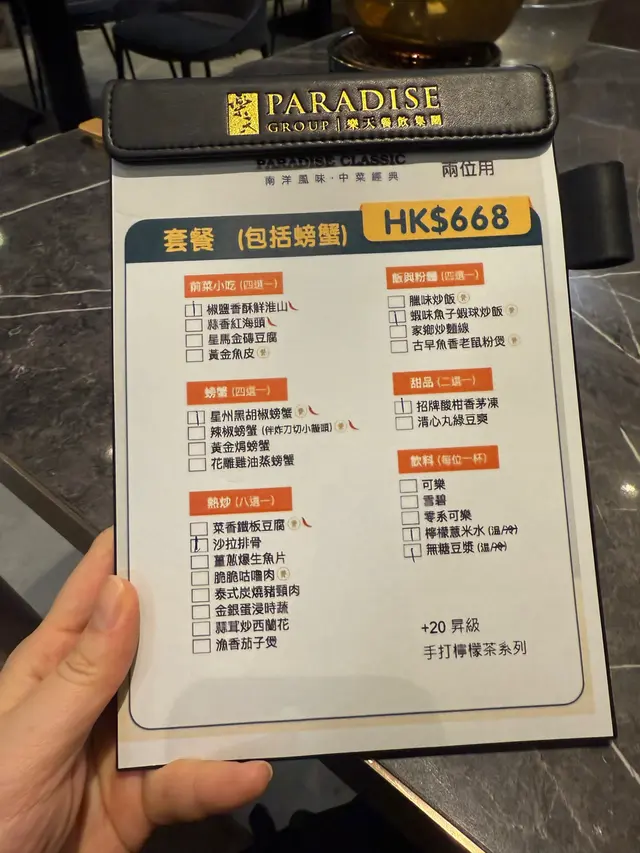 PARADISE
GROUP | 樂天餐飲集團
PARADISE CLASSIC
南洋風味·中菜經典
兩位用
套餐 (包括螃蟹)
HK$668
前菜小吃 (四選一)
椒鹽香酥鮮淮山
蒜香紅海頭
星馬金磚豆腐
黃金魚皮
螃蟹 (四選一)
星州黑胡椒螃蟹
辣椒螃蟹 (伴炸刀切小饅頭)
黃金焗螃蟹
花雕雞油蒸螃蟹
熱炒 (八選一)
菜香鐵板豆腐
沙拉排骨
薑蔥爆生魚片
脆脆咕嚕肉
泰式炭燒豬頸肉
金銀蛋浸時蔬
蒜茸炒西蘭花
漁香茄子煲
飯與粉麵 (四選一)
臘味炒飯
蝦味魚子蝦球炒飯
家鄉炒麵線
古早魚香老鼠粉煲
甜品 (二選一)
招牌酸柑香茅凍
清心丸綠豆爽
飲料 (每位一杯)
可樂
雪碧
零系可樂
檸檬薏米水 (溫/冷)
無糖豆漿 (溫/冷)
+20 昇級
手打檸檬茶系列